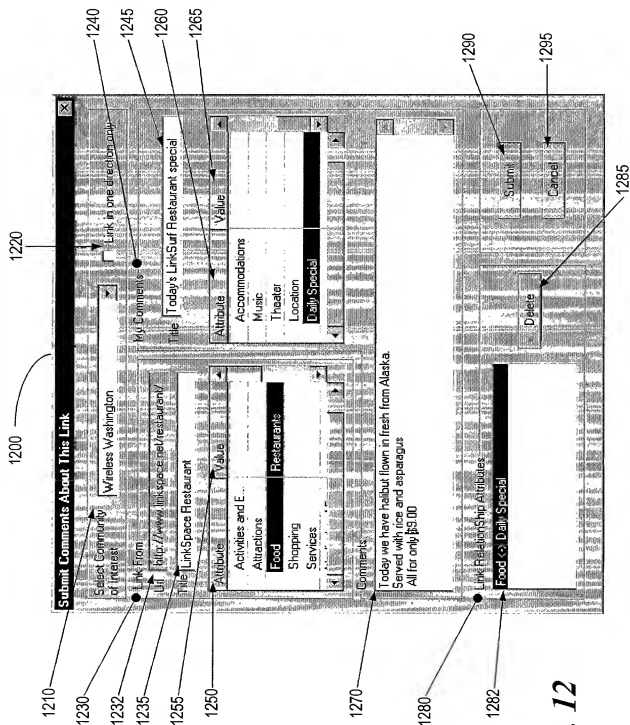 1200
1210
1220
1240
1245
1260
1265
1230
1232
1235
1255
1250
1270
1280
1282
1290
1295
1285
Submit Comments About This Link
Select Community
of Interest
Wireless Washington
Link in one direction only
Link From
Url http://www.linkspace.net/restaurant/
Title LinkSpace Restaurant
My Comments
Title Today's LinkSurf Restaurant special
Attribute Value
Activities and E...
Attractions
Food Restaurants
Shopping
Services
Attribute Value
Accommodations
Music
Theater
Location
Daily Special
Comments
Today we have halibut flown in fresh from Alaska.
Served with rice and asparagus
All for only $9.00
Link RelationShip Attributes
Food <-> Daily Special
Delete
Submit
Cancel
12